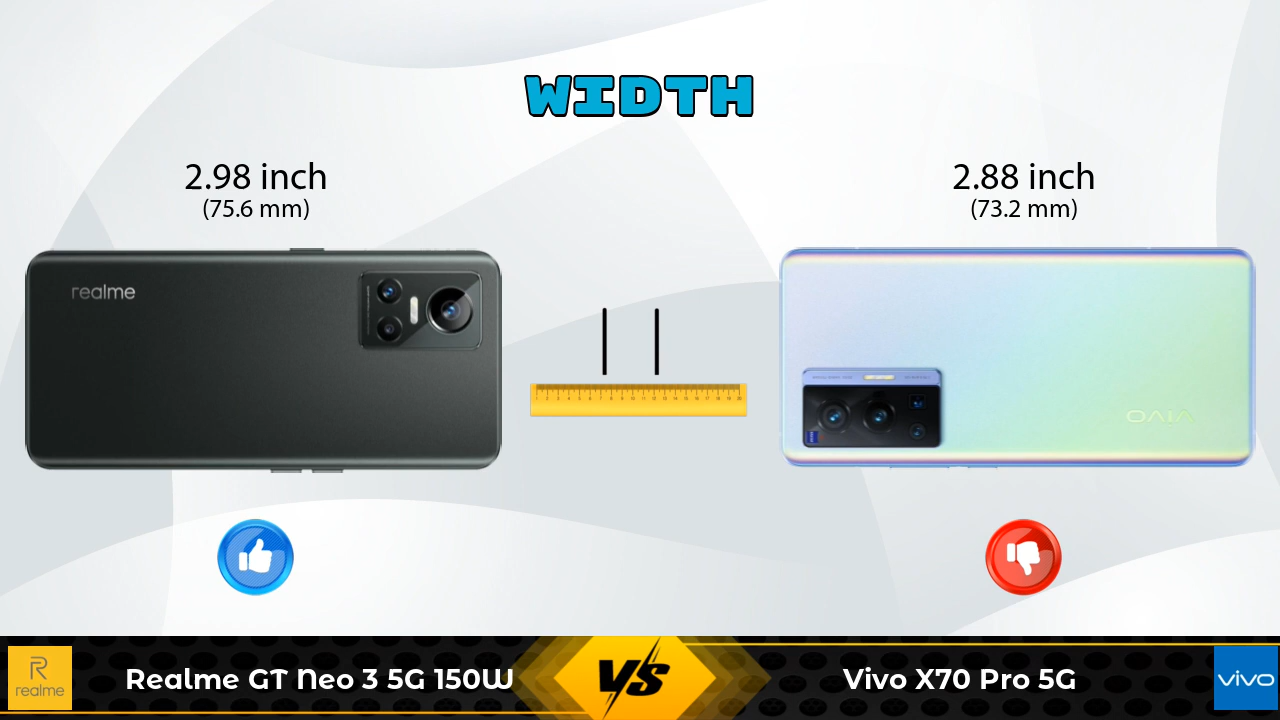 WIDTH
2.98 inch
(75.6 mm)
2.88 inch
(73.2 mm)
realme
vivo
R
realme
Realme GT Neo 3 5G 150W
VS
Vivo X70 Pro 5G
vivo